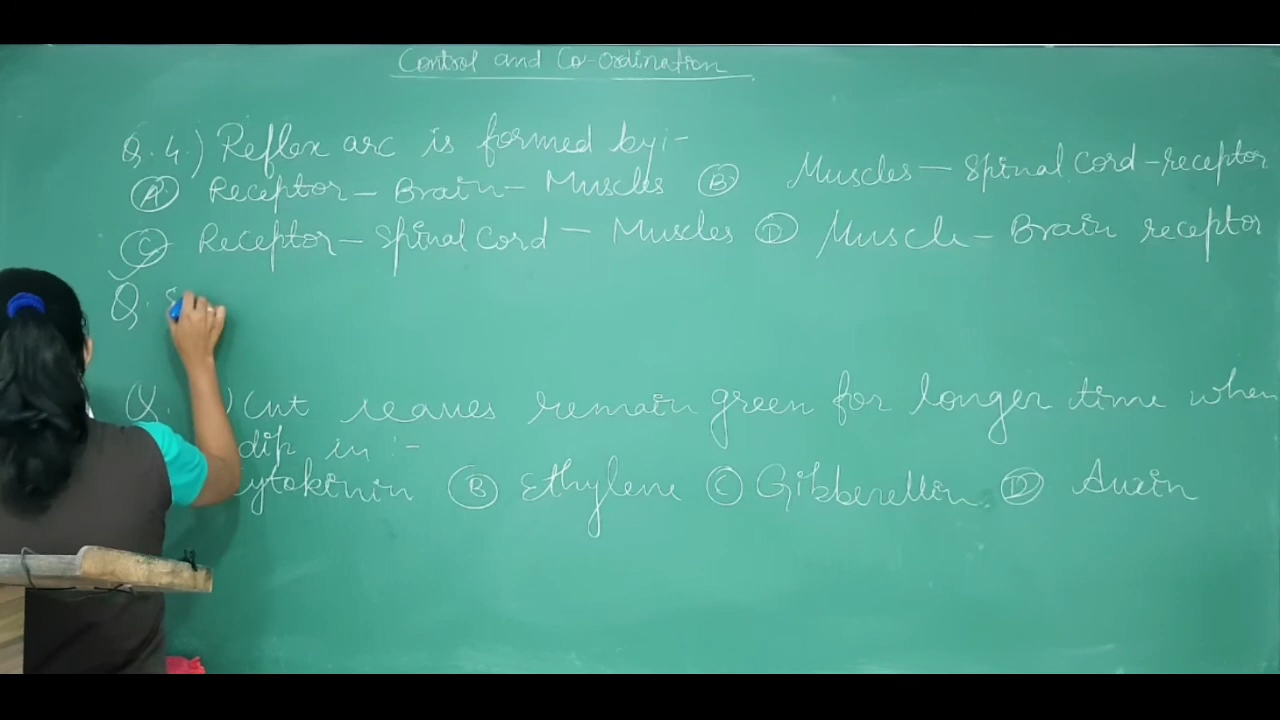 Control and Co-ordination
Q.4.) Reflex arc is formed by:-
(A) Receptor - Brain - Muscles (B) Muscles - Spinal Cord - receptor
(C) Receptor - Spinal Cord - Muscles (D) Muscle - Brain receptor
Q.
Q. ) Cut leaves remain green for longer time when
dip in :-
ytokinin (B) Ethylene (C) Gibberellin (D) Auxin